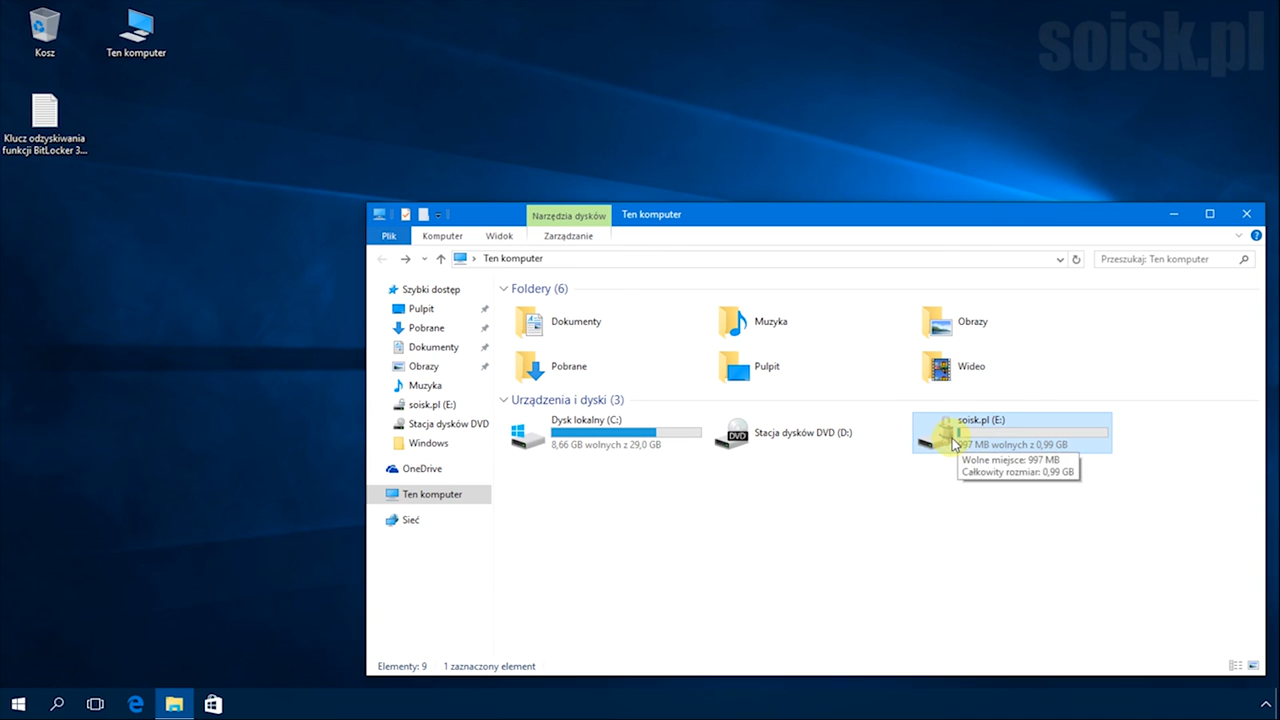 soisk.pl
Kosz
Ten komputer
Klucz odzyskiwania
funkcji BitLocker 3...
Narzędzia dysków
Ten komputer
Plik
Komputer
Widok
Zarządzanie
Ten komputer
Przeszukaj: Ten komputer
Szybki dostęp
Pulpit
Pobrane
Dokumenty
Obrazy
Muzyka
soisk.pl (E:)
Stacja dysków DVD
Windows
OneDrive
Ten komputer
Sieć
Foldery (6)
Dokumenty
Muzyka
Obrazy
Pobrane
Pulpit
Wideo
Urządzenia i dyski (3)
Dysk lokalny (C:)
8,66 GB wolnych z 29,0 GB
DVD
Stacja dysków DVD (D:)
soisk.pl (E:)
997 MB wolnych z 0,99 GB
Wolne miejsce: 997 MB
Całkowity rozmiar: 0,99 GB
Elementy: 9
1 zaznaczony element